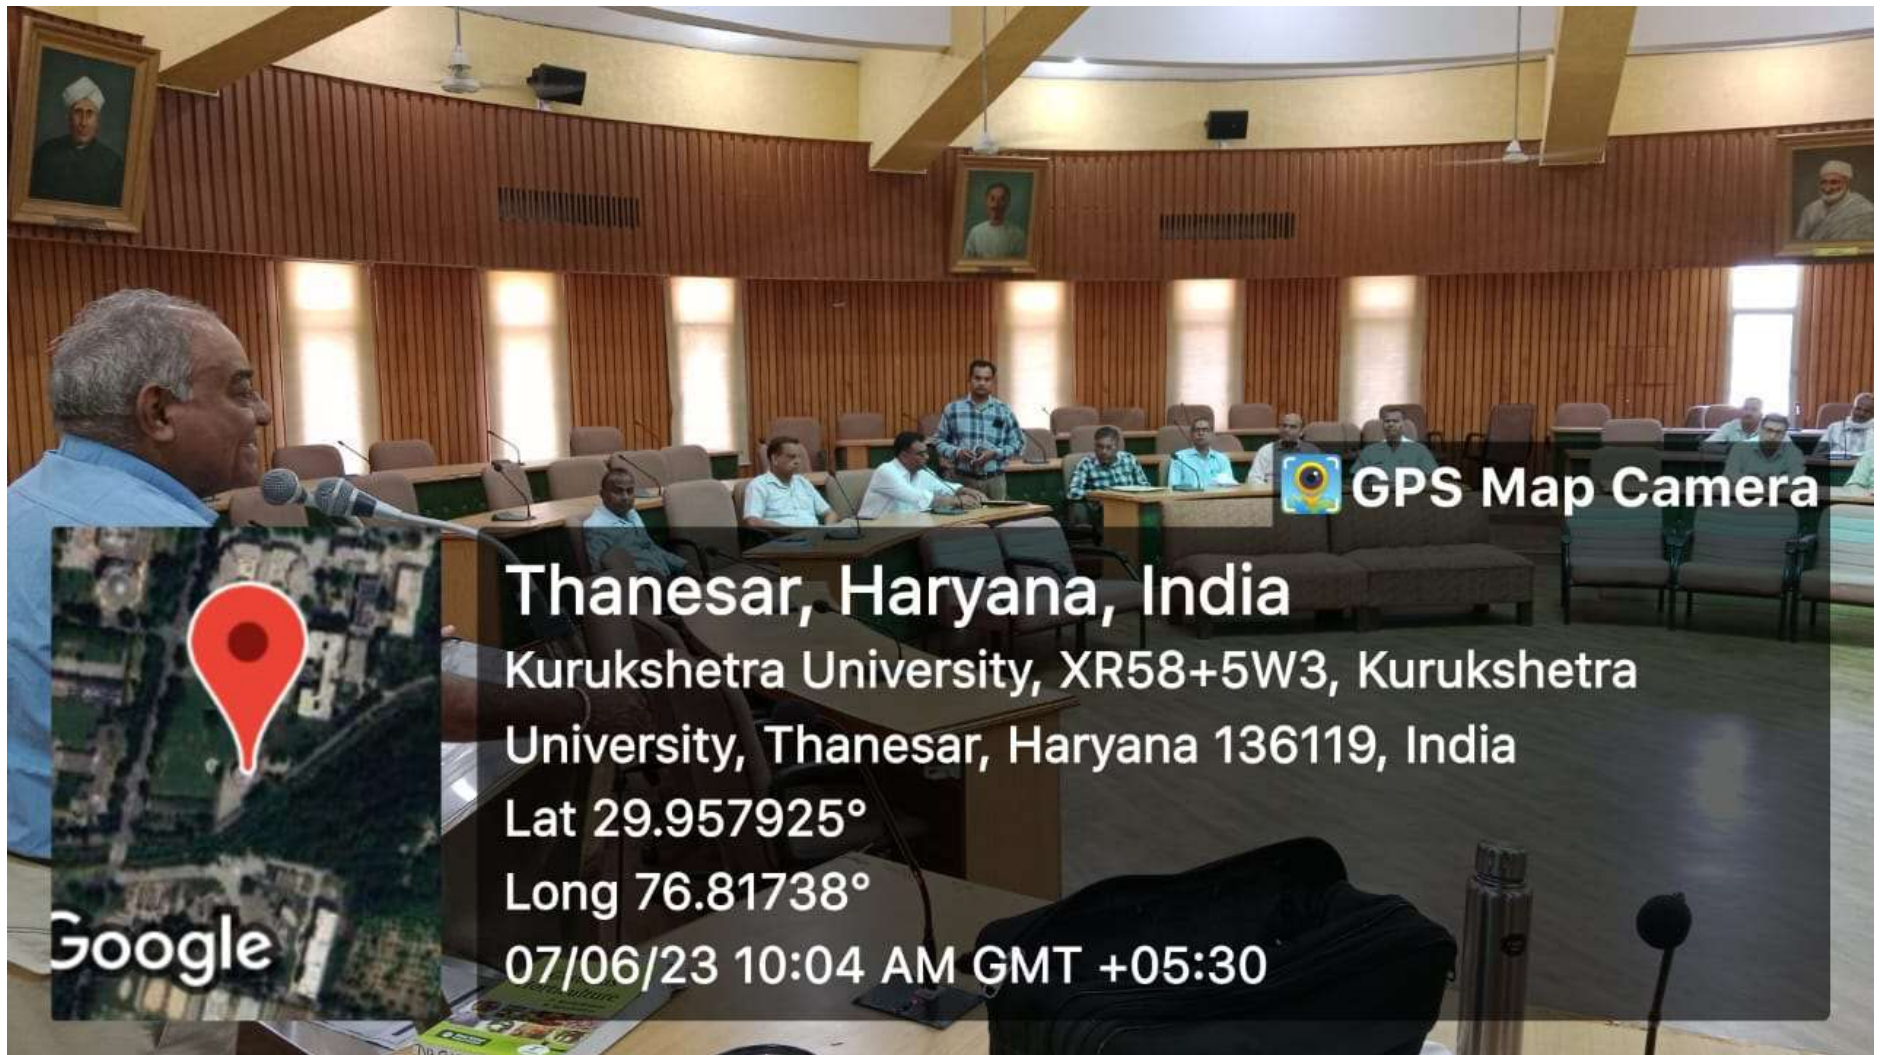 GPS Map Camera
Thanesar, Haryana, India
Kurukshetra University, XR58+5W3, Kurukshetra
University, Thanesar, Haryana 136119, India
Lat 29.957925°
Long 76.81738°
07/06/23 10:04 AM GMT +05:30
Google